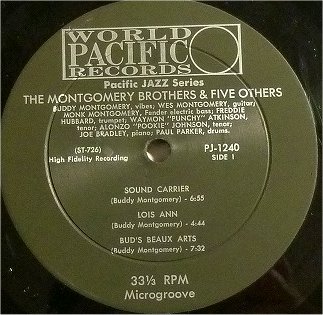 WORLD
PACIFIC
RECORDS
Pacific JAZZ Series
THE MONTGOMERY BROTHERS & FIVE OTHERS
BUDDY MONTGOMERY, vibes; WES MONTGOMERY, guitar;
MONK MONTGOMERY, Fender electric bass; FREDDIE
HUBBARD, trumpet; WAYMON "PUNCHY" ATKINSON,
tenor; ALONZO "POOKIE" JOHNSON, tenor;
JOE BRADLEY, piano; PAUL PARKER, drums.
(ST-726)
High Fidelity Recording
PJ-1240
SIDE 1
SOUND CARRIER
(Buddy Montgomery) - 6:55
LOIS ANN
(Buddy Montgomery) - 4:44
BUD'S BEAUX ARTS
(Buddy Montgomery) - 7:32
33⅓ RPM
Microgroove